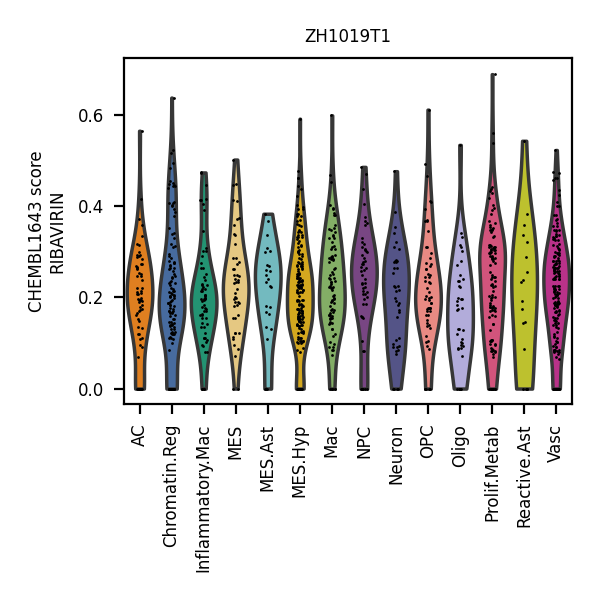 ZH1019T1
CHEMBL1643 score
RIBAVIRIN
0.6
0.4
0.2
0.0
AC
Chromatin.Reg
Inflammatory.Mac
MES
MES.Ast
MES.Hyp
Mac
NPC
Neuron
OPC
Oligo
Prolif.Metab
Reactive.Ast
Vasc